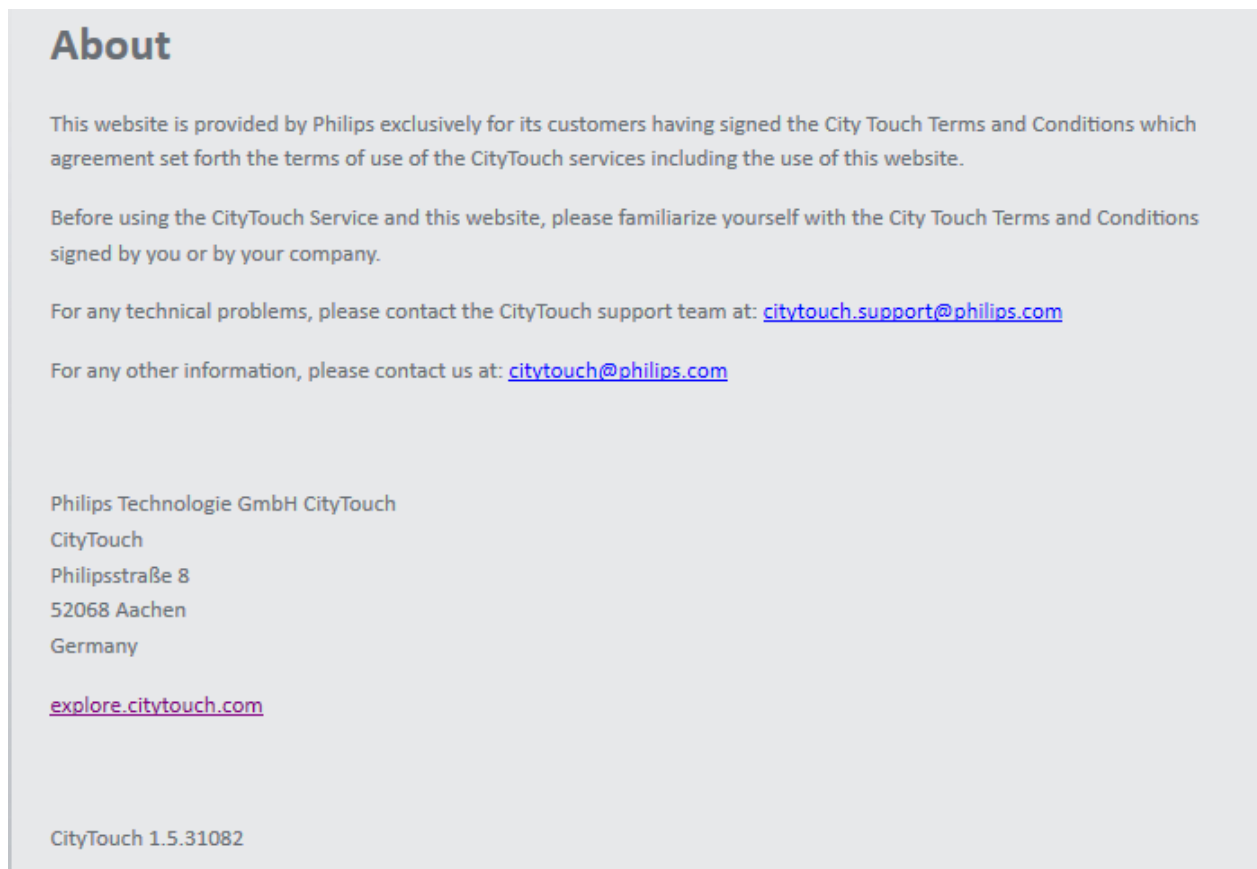 About
This website is provided by Philips exclusively for its customers having signed the City Touch Terms and Conditions which
agreement set forth the terms of use of the CityTouch services including the use of this website.
Before using the CityTouch Service and this website, please familiarize yourself with the City Touch Terms and Conditions
signed by you or by your company.
For any technical problems, please contact the CityTouch support team at: citytouch.support@philips.com
For any other information, please contact us at: citytouch@philips.com
Philips Technologie GmbH CityTouch
CityTouch
Philipsstraße 8
52068 Aachen
Germany
explore.citytouch.com
CityTouch 1.5.31082